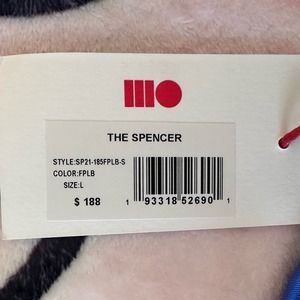 THE SPENCER
STYLE:SP21-185FPLB-S
COLOR:FPLB
SIZE:L
$ 188
1 93318 52690 1